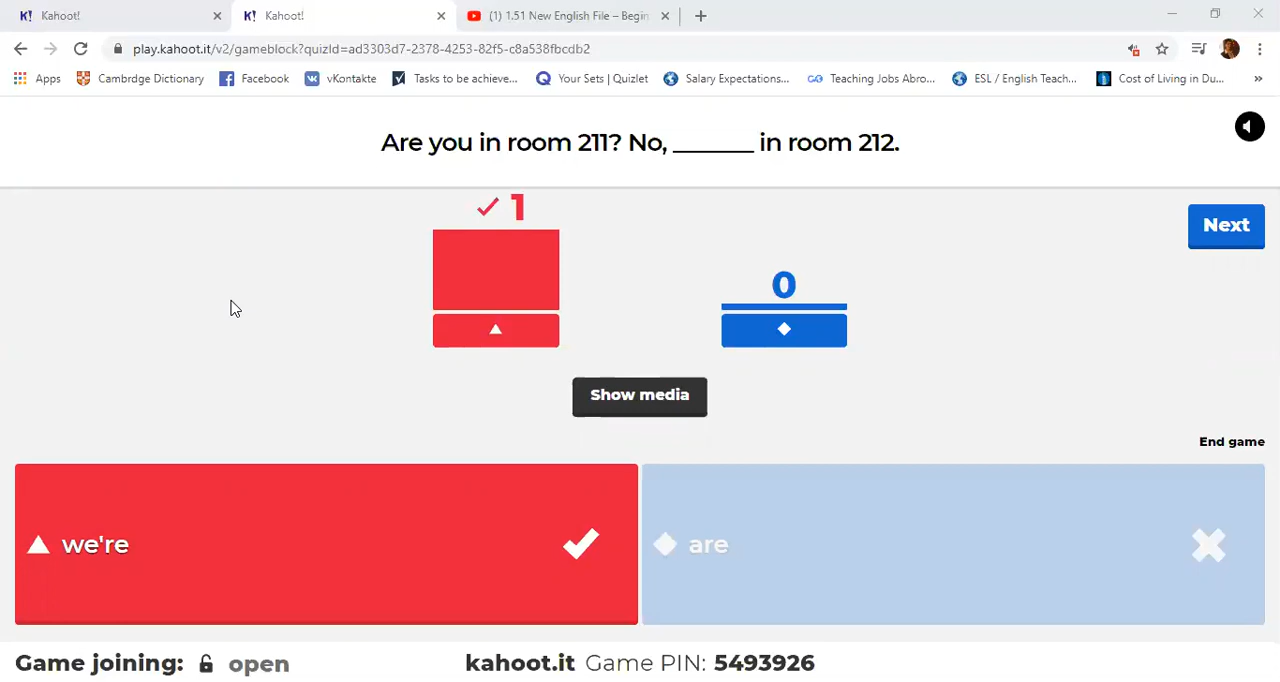 K! Kahoot!
K! Kahoot!
(1) 1.51 New English File – Begin
play.kahoot.it/v2/gameblock?quizId=ad3303d7-2378-4253-82f5-c8a538fbcdb2
Apps
Cambrdge Dictionary
Facebook
vKontakte
Tasks to be achieve...
Your Sets | Quizlet
Salary Expectations...
Teaching Jobs Abro...
ESL / English Teach...
Cost of Living in Du...
»
Are you in room 211? No, _______ in room 212.
1
0
Next
Show media
End game
we're
are
Game joining: open
kahoot.it Game PIN: 5493926